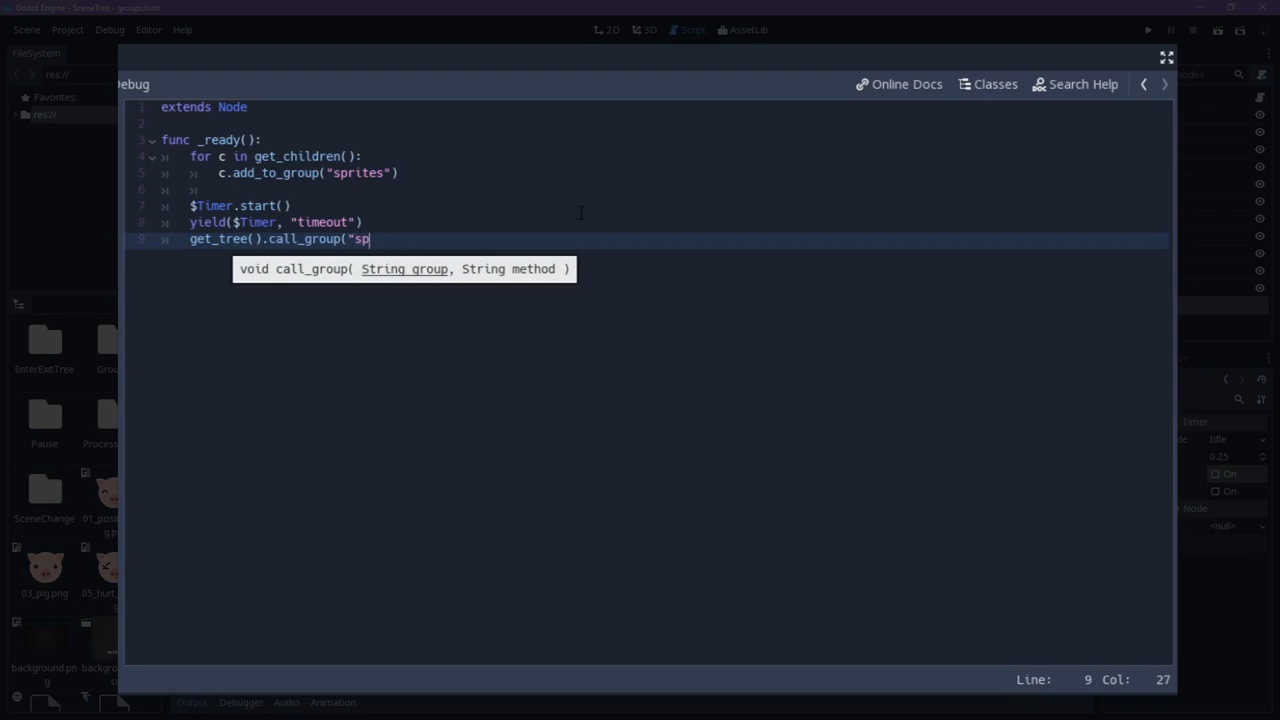 Godot Engine - SceneTree - groups.tscn
Scene Project Debug Editor Help
2D 3D Script AssetLib
FileSystem
res://
Favorites:
res://
Debug
Online Docs Classes Search Help
1 extends Node
2
3 func _ready():
4 for c in get_children():
5 c.add_to_group("sprites")
6
7 $Timer.start()
8 yield($Timer, "timeout")
9 get_tree().call_group("sp
void call_group( String group, String method )
EnterExitTree
Pause
SceneChange
03_pig.png
05_hurt_
background.pn
g
Timer
Idle
0.25
On
On
Node
<null>
Line: 9 Col: 27
Output Debugger Audio Animation